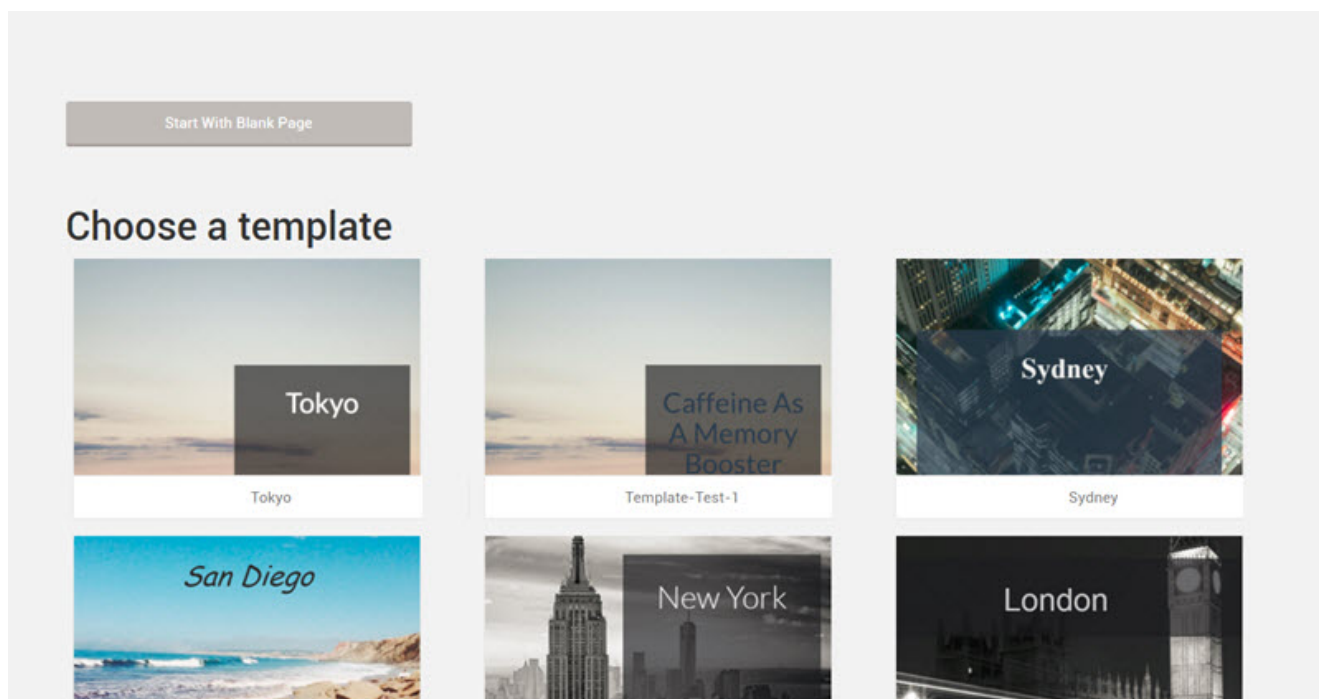 Start With Blank Page
Choose a template
Tokyo
Caffeine As
A Memory
Booster
Sydney
Tokyo
Template-Test-1
Sydney
San Diego
New York
London